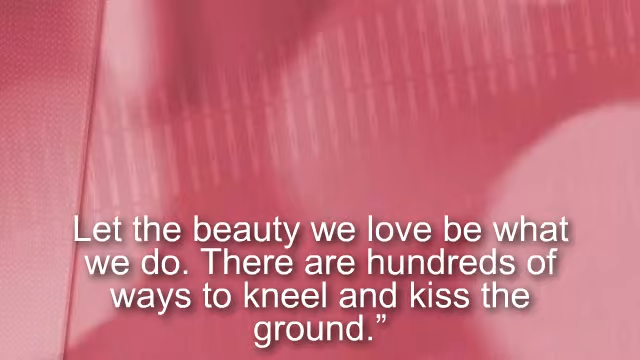 Let the beauty we love be what
we do. There are hundreds of
ways to kneel and kiss the
ground.”